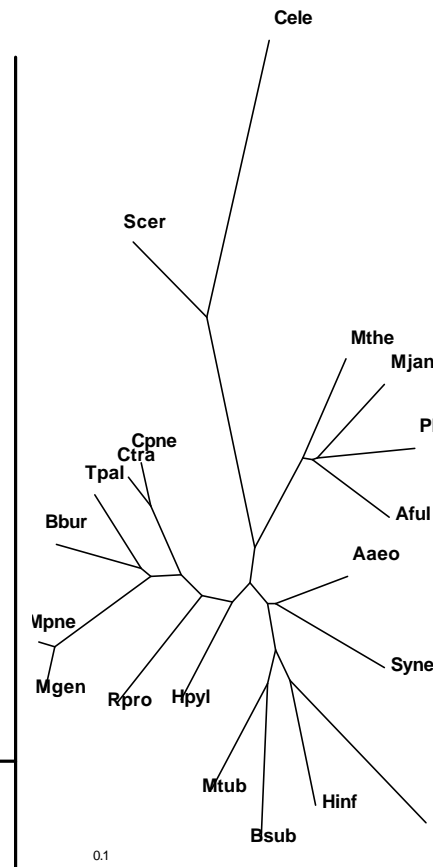 Cele
Scer
Mthe
Mjan
Cpne
Ctra
Tpal
Aful
Bbur
Aaeo
Mpne
Syne
Mgen
Rpro
Hpyl
Mtub
Hinf
Bsub
0.1